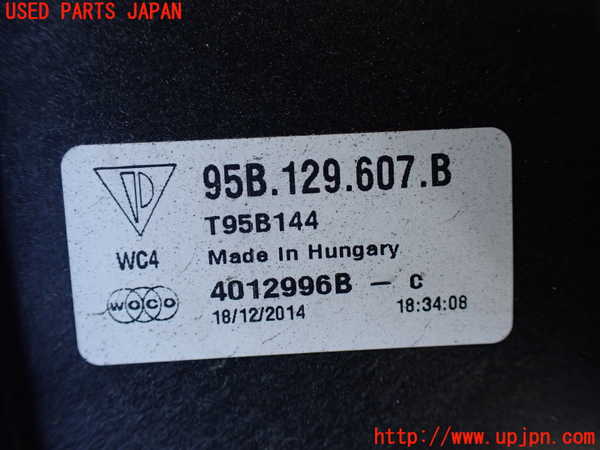 USED PARTS JAPAN
95B.129.607.B
T95B144
WC4
Made in Hungary
4012996B - C
woco
18/12/2014 18:34:08
http://www.upjpn.com/